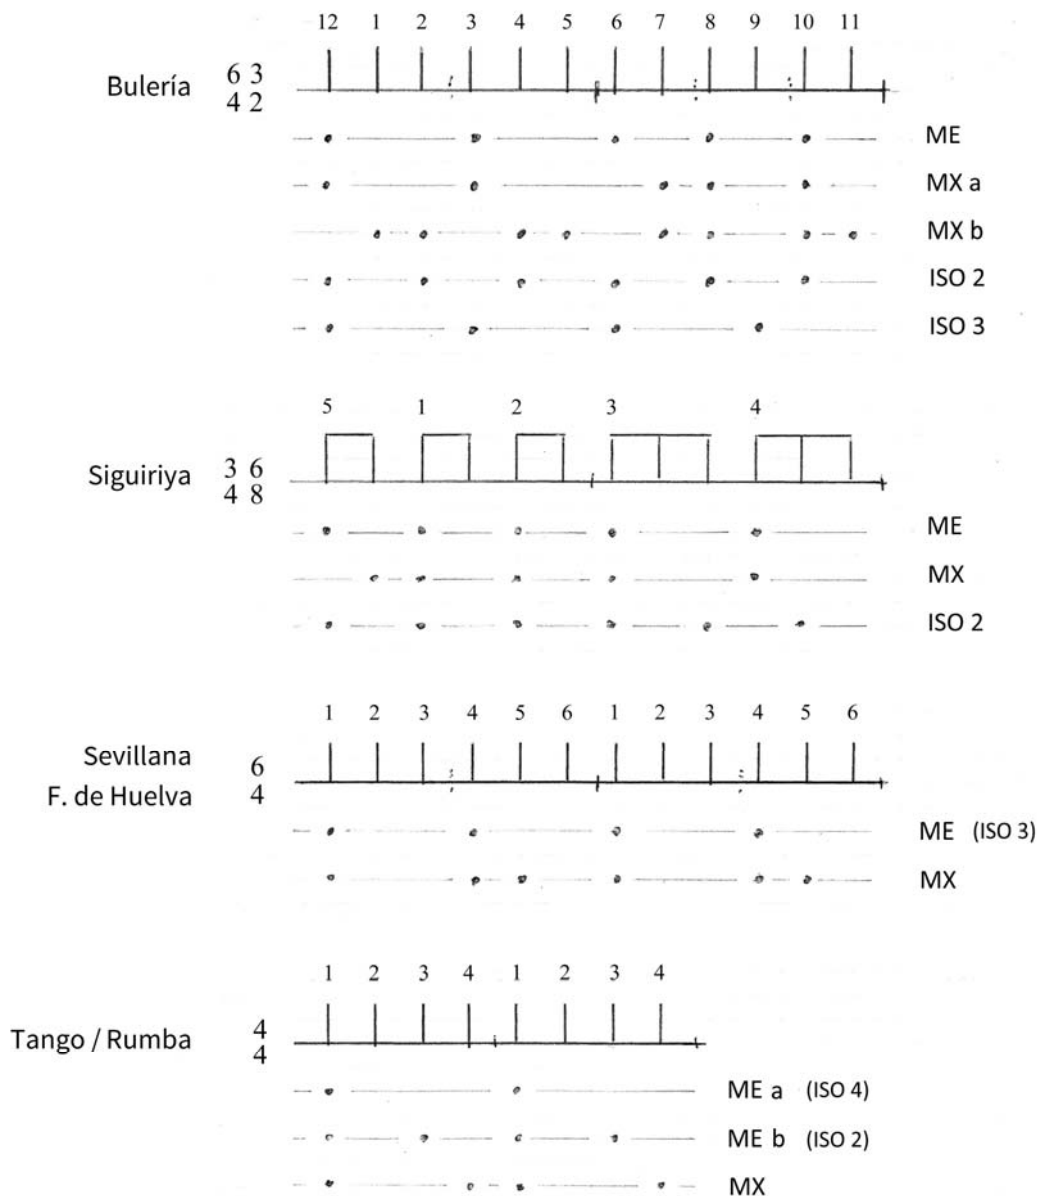 12 1 2 3 4 5 6 7 8 9 10 11
Bulería 6 3
4 2
ME
MX a
MX b
ISO 2
ISO 3
5 1 2 3 4
Siguiriya 3 6
4 8
ME
MX
ISO 2
1 2 3 4 5 6 1 2 3 4 5 6
Sevillana 6
F. de Huelva 4
ME (ISO 3)
MX
1 2 3 4 1 2 3 4
Tango / Rumba 4
4
ME a (ISO 4)
ME b (ISO 2)
MX